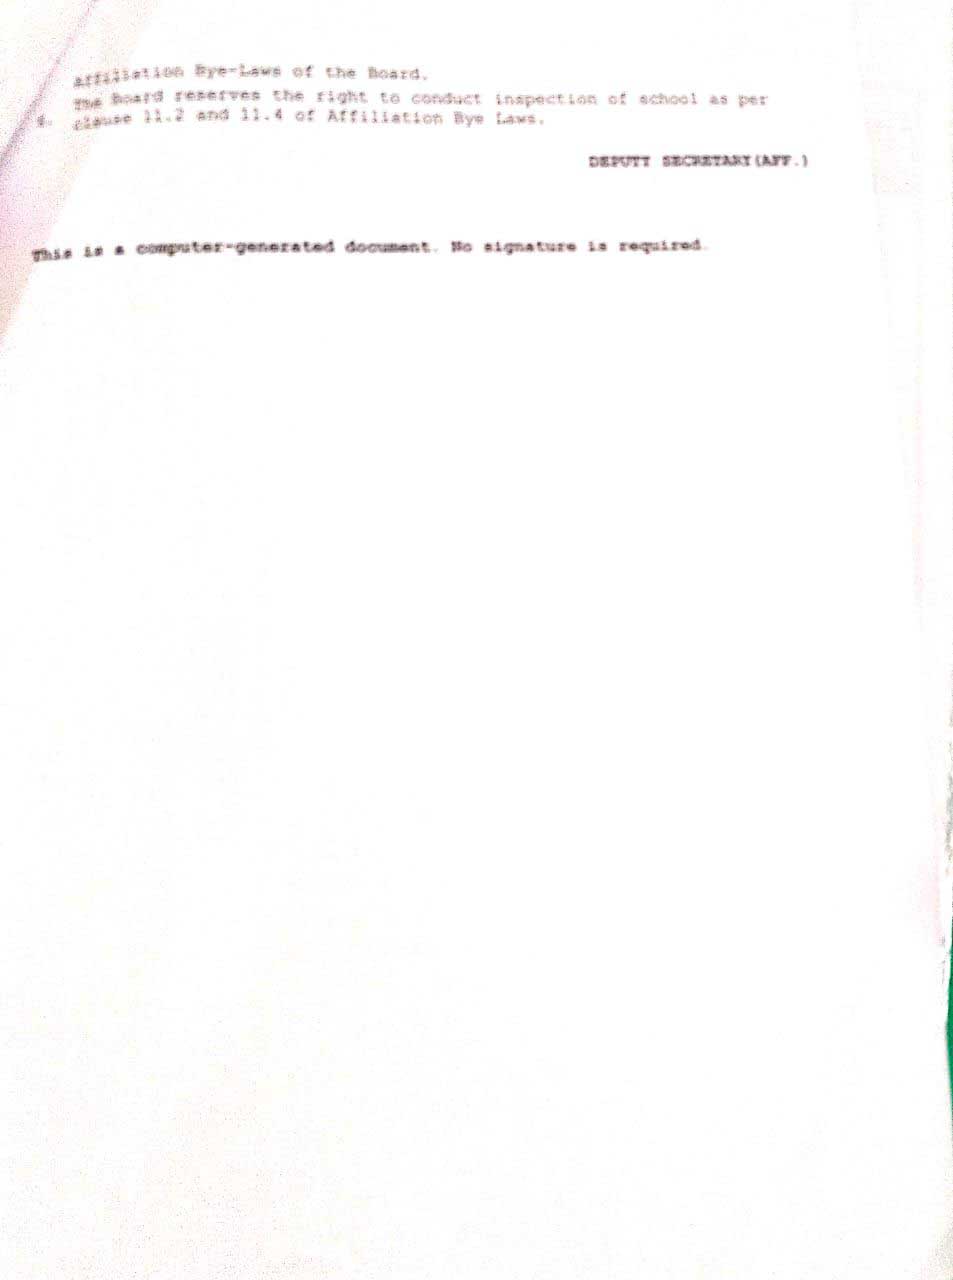 Affiliation Bye-Laws of the Board.
The Board reserves the right to conduct inspection of school as per
clause 11.2 and 11.4 of Affiliation Bye Laws.
DEPUTY SECRETARY(AFF.)
This is a computer-generated document. No signature is required.